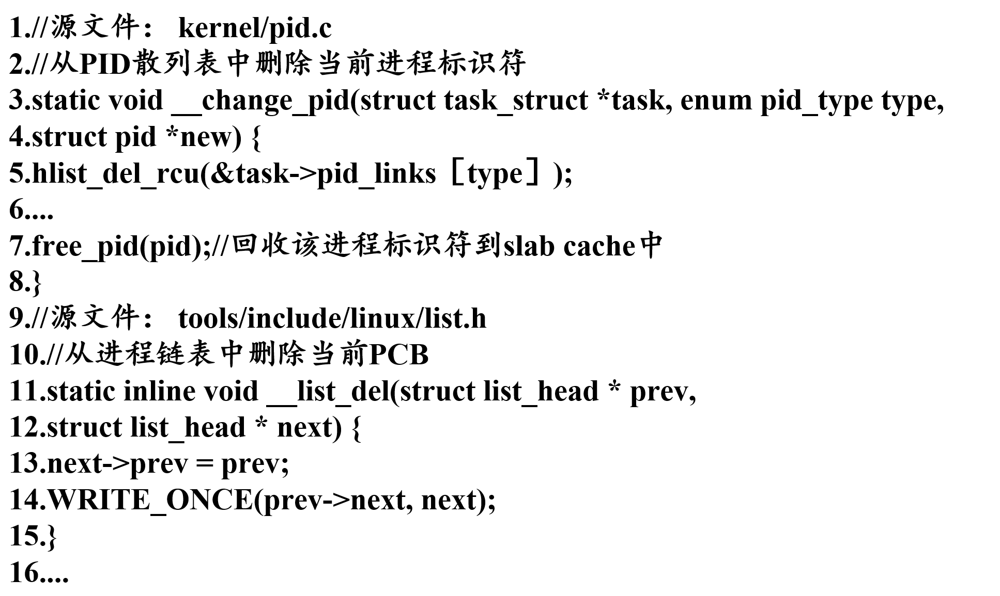 1.//源文件： kernel/pid.c
2.//从PID散列表中删除当前进程标识符
3.static void __change_pid(struct task_struct *task, enum pid_type type,
4.struct pid *new) {
5.hlist_del_rcu(&task->pid_links［type］);
6....
7.free_pid(pid);//回收该进程标识符到slab cache中
8.}
9.//源文件： tools/include/linux/list.h
10.//从进程链表中删除当前PCB
11.static inline void __list_del(struct list_head * prev,
12.struct list_head * next) {
13.next->prev = prev;
14.WRITE_ONCE(prev->next, next);
15.}
16....